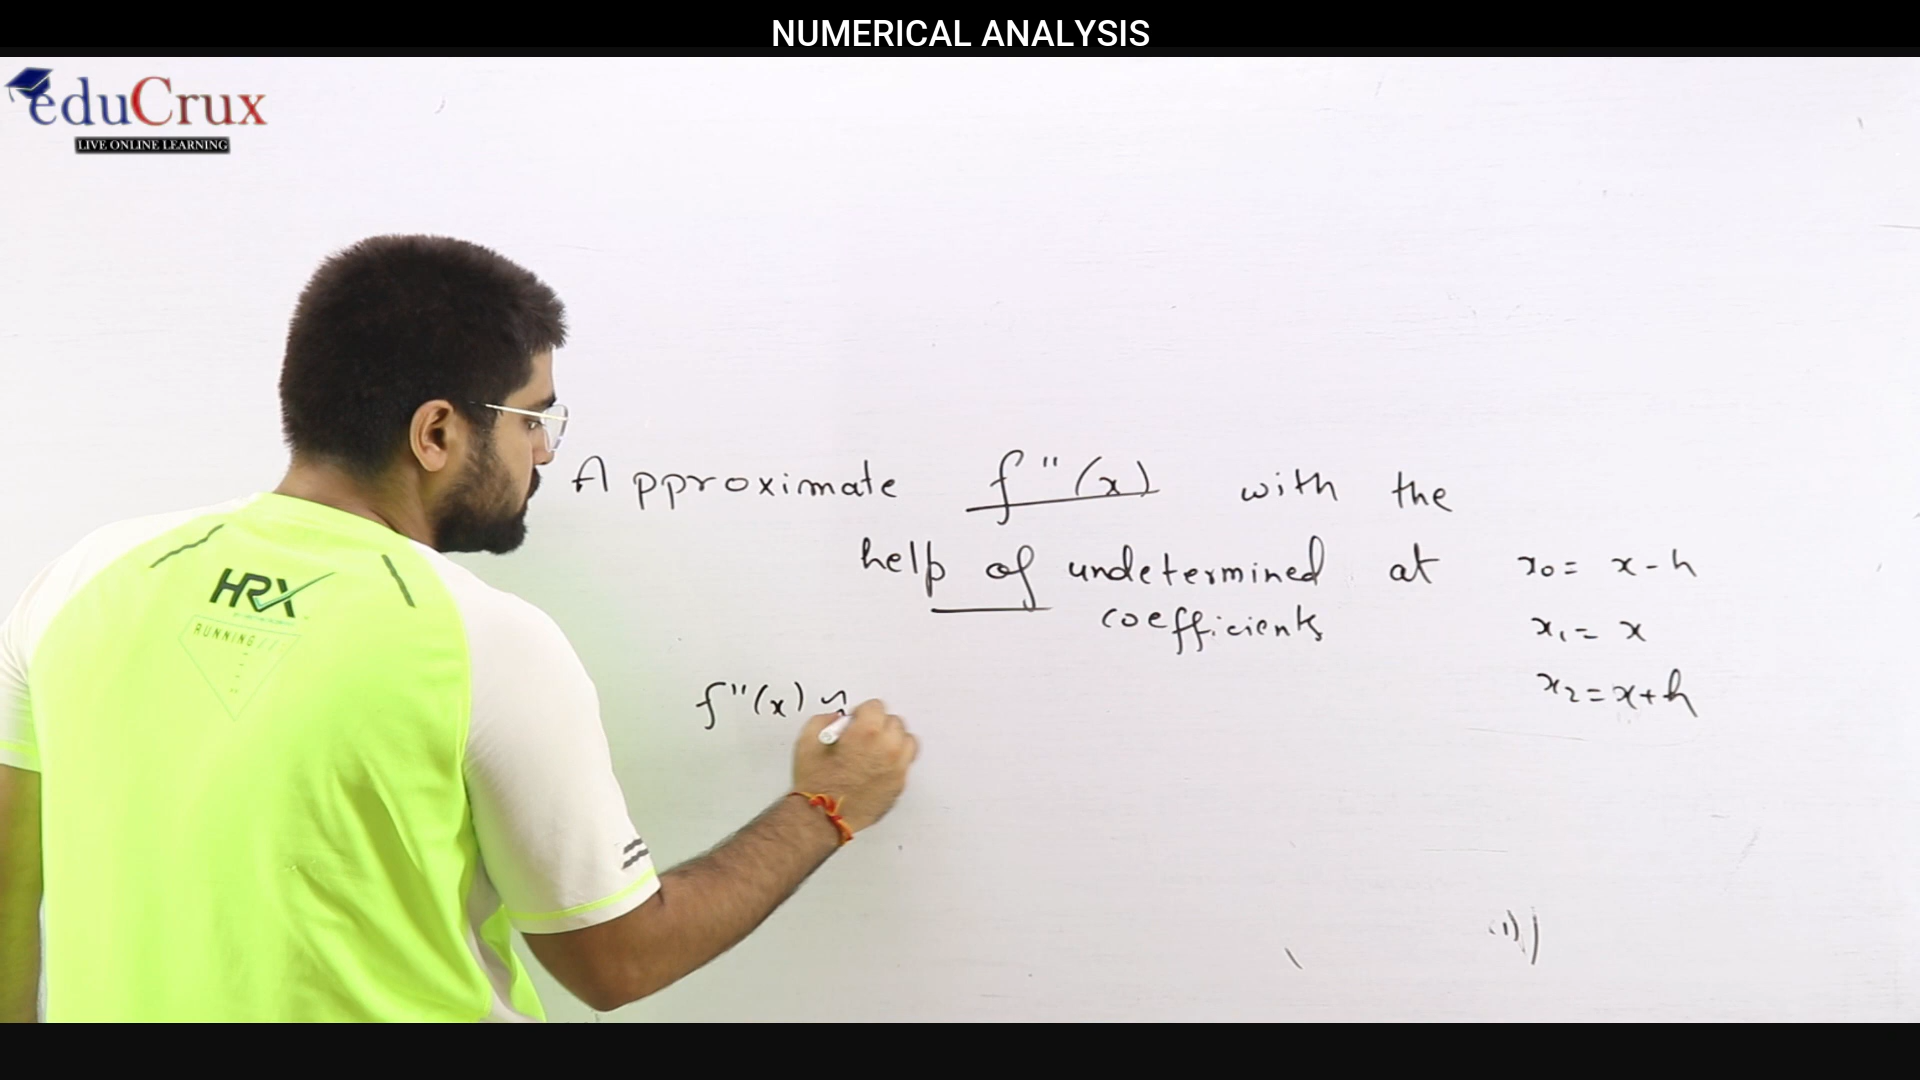 NUMERICAL ANALYSIS
eduCrux
LIVE ONLINE LEARNING
Approximate f''(x) with the
help of undetermined at x₀ = x - h
coefficients x₁ = x
f''(x) ≈ x₂ = x + h
HRX
RUNNING //
(1)